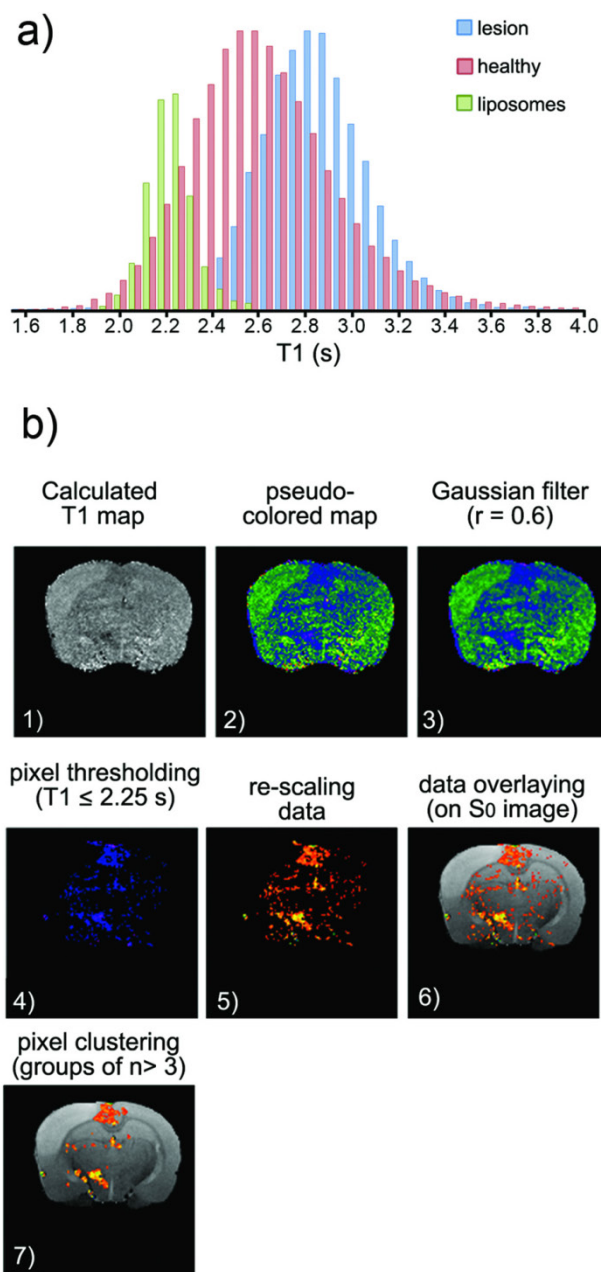 a)
lesion
healthy
liposomes
1.6 1.8 2.0 2.2 2.4 2.6 2.8 3.0 3.2 3.4 3.6 3.8 4.0
T1 (s)
b)
Calculated
T1 map
pseudo-
colored map
Gaussian filter
(r = 0.6)
1)
2)
3)
pixel thresholding
(T1 ≤ 2.25 s)
re-scaling
data
data overlaying
(on S0 image)
4)
5)
6)
pixel clustering
(groups of n> 3)
7)